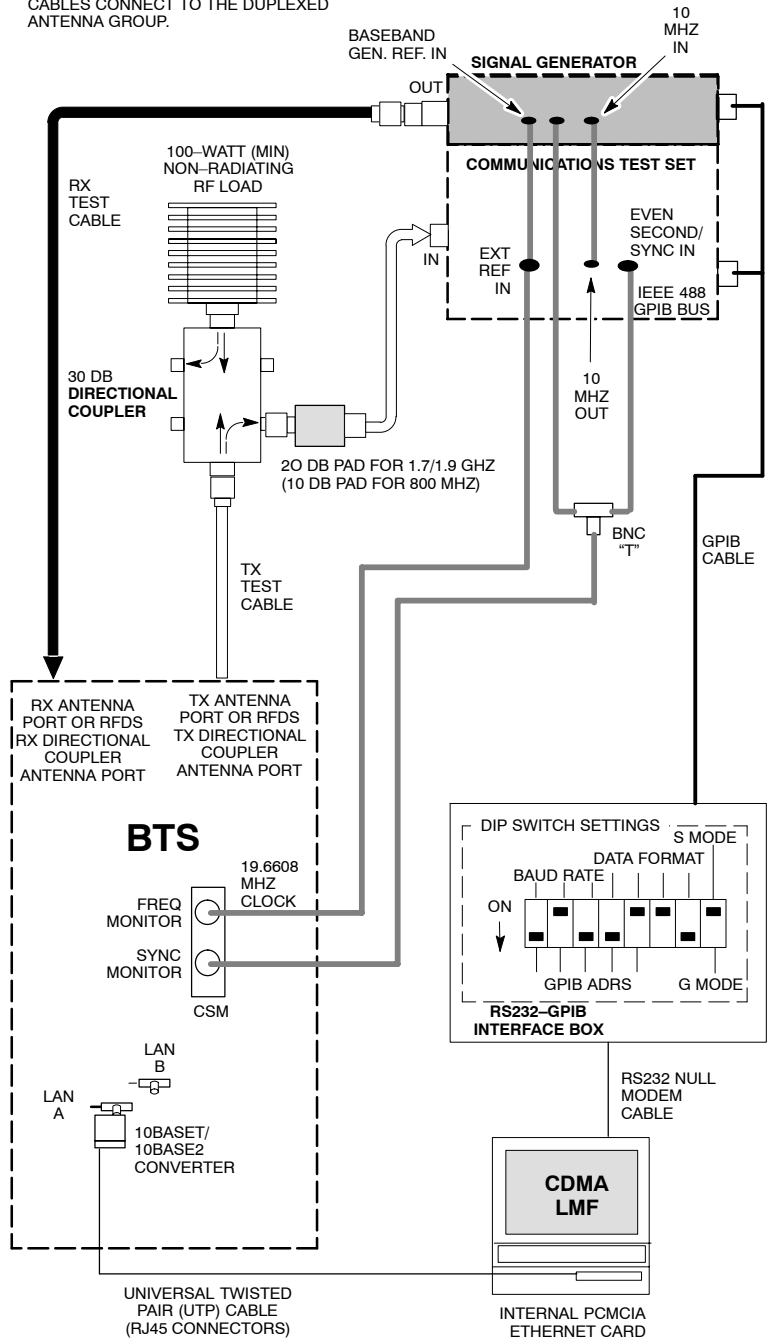 CABLES CONNECT TO THE DUPLEXED
ANTENNA GROUP.
10
MHZ
IN
BASEBAND
GEN. REF. IN
SIGNAL GENERATOR
OUT
100–WATT (MIN)
NON–RADIATING
RF LOAD
COMMUNICATIONS TEST SET
RX
TEST
CABLE
EVEN
SECOND/
SYNC IN
EXT
REF
IN
IN
IEEE 488
GPIB BUS
30 DB
DIRECTIONAL
COUPLER
10
MHZ
OUT
2O DB PAD FOR 1.7/1.9 GHZ
(10 DB PAD FOR 800 MHZ)
BNC
“T”
GPIB
CABLE
TX
TEST
CABLE
RX ANTENNA
PORT OR RFDS
RX DIRECTIONAL
COUPLER
ANTENNA PORT
TX ANTENNA
PORT OR RFDS
TX DIRECTIONAL
COUPLER
ANTENNA PORT
BTS
19.6608
MHZ
CLOCK
FREQ
MONITOR
SYNC
MONITOR
CSM
DIP SWITCH SETTINGS
S MODE
DATA FORMAT
BAUD RATE
ON
GPIB ADRS
G MODE
RS232–GPIB
INTERFACE BOX
LAN
B
LAN
A
10BASET/
10BASE2
CONVERTER
RS232 NULL
MODEM
CABLE
CDMA
LMF
UNIVERSAL TWISTED
PAIR (UTP) CABLE
(RJ45 CONNECTORS)
INTERNAL PCMCIA
ETHERNET CARD